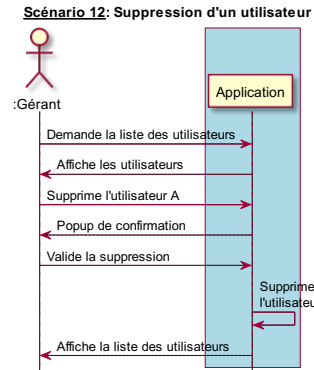 Scénario 12: Suppression d'un utilisateur
:Gérant
Application
Demande la liste des utilisateurs
Affiche les utilisateurs
Supprime l'utilisateur A
Popup de confirmation
Valide la suppression
Supprime
Affiche la liste des utilisateurs